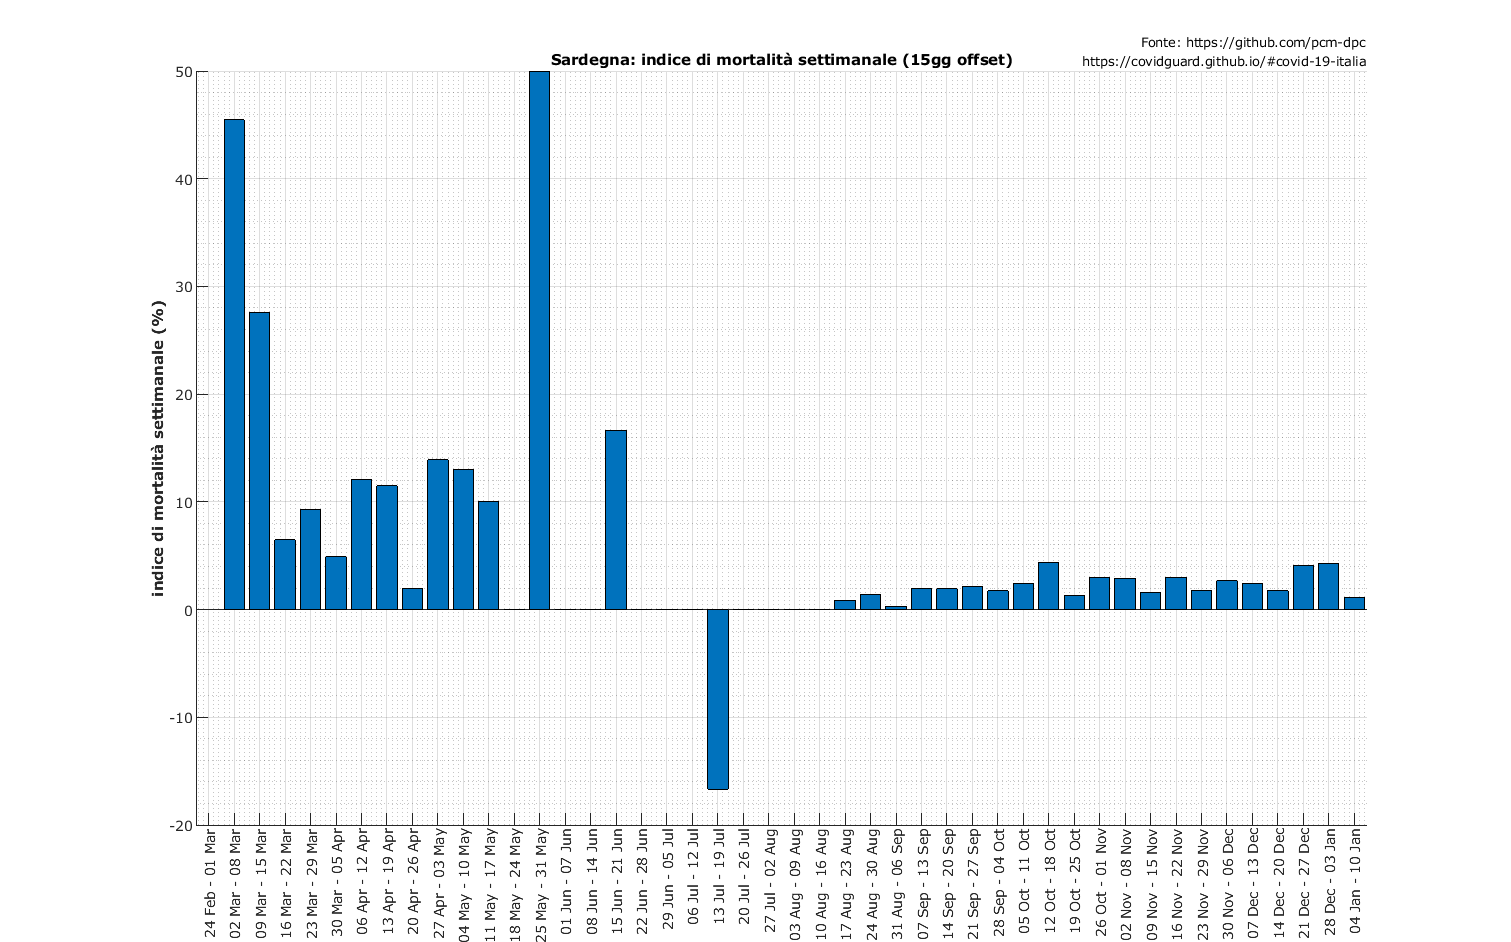 Fonte: https://github.com/pcm-dpc
Sardegna: indice di mortalità settimanale (15gg offset)
https://covidguard.github.io/#covid-19-italia
indice di mortalità settimanale (%)
50
40
30
20
10
0
-10
-20
24 Feb - 01 Mar
02 Mar - 08 Mar
09 Mar - 15 Mar
16 Mar - 22 Mar
23 Mar - 29 Mar
30 Mar - 05 Apr
06 Apr - 12 Apr
13 Apr - 19 Apr
20 Apr - 26 Apr
27 Apr - 03 May
04 May - 10 May
11 May - 17 May
18 May - 24 May
25 May - 31 May
01 Jun - 07 Jun
08 Jun - 14 Jun
15 Jun - 21 Jun
22 Jun - 28 Jun
29 Jun - 05 Jul
06 Jul - 12 Jul
13 Jul - 19 Jul
20 Jul - 26 Jul
27 Jul - 02 Aug
03 Aug - 09 Aug
10 Aug - 16 Aug
17 Aug - 23 Aug
24 Aug - 30 Aug
31 Aug - 06 Sep
07 Sep - 13 Sep
14 Sep - 20 Sep
21 Sep - 27 Sep
28 Sep - 04 Oct
05 Oct - 11 Oct
12 Oct - 18 Oct
19 Oct - 25 Oct
26 Oct - 01 Nov
02 Nov - 08 Nov
09 Nov - 15 Nov
16 Nov - 22 Nov
23 Nov - 29 Nov
30 Nov - 06 Dec
07 Dec - 13 Dec
14 Dec - 20 Dec
21 Dec - 27 Dec
28 Dec - 03 Jan
04 Jan - 10 Jan